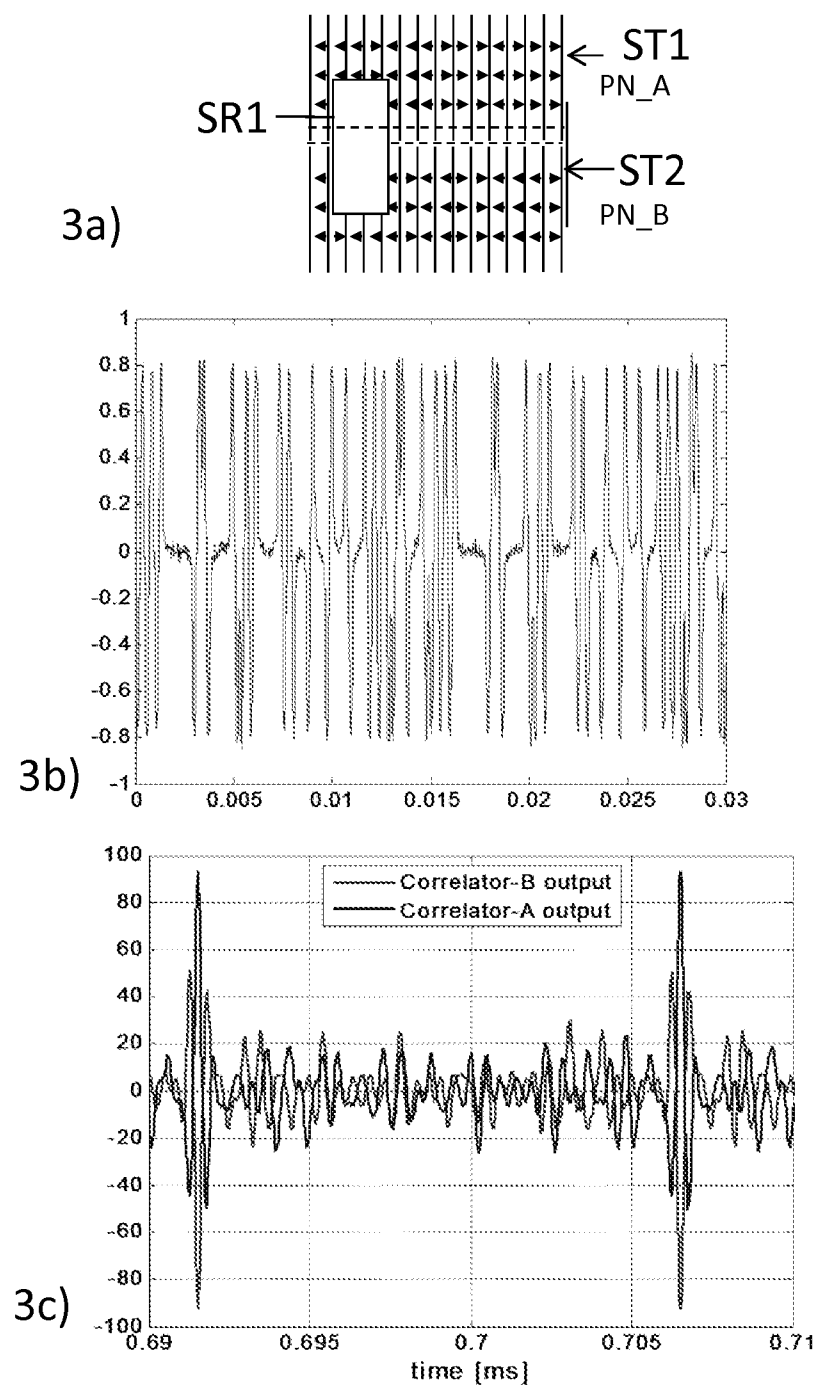 ST1
PN_A
SR1
ST2
PN_B
3a)
1
0.8
0.6
0.4
0.2
0
-0.2
-0.4
-0.6
-0.8
-1
0 0.005 0.01 0.015 0.02 0.025 0.03
3b)
100
80
60
40
20
0
-20
-40
-60
-80
-100
Correlator-B output
Correlator-A output
0.69 0.695 0.7 0.705 0.71
time [ms]
3c)